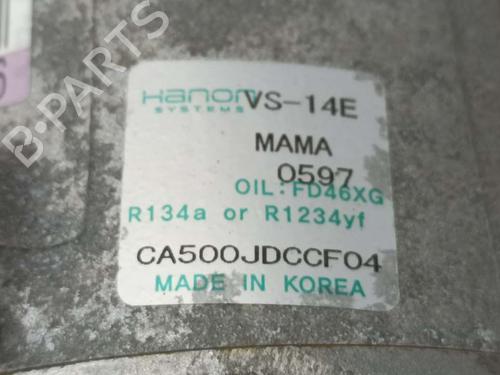 B-PARTS
Hanon VS-14E
SYSTEMS
MAMA
0597
OIL:FD46XG
R134a or R1234yf
CA500JDCCF04
MADE IN KOREA